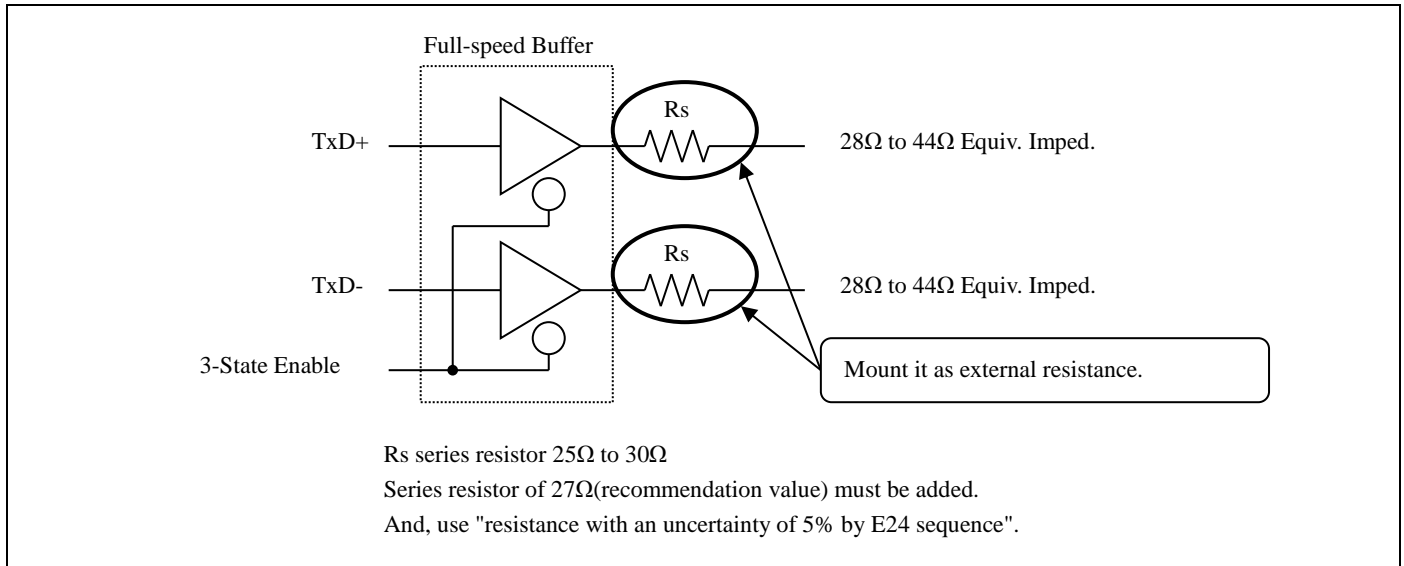 Full-speed Buffer
Rs
TxD+
28Ω to 44Ω Equiv. Imped.
Rs
TxD-
28Ω to 44Ω Equiv. Imped.
3-State Enable
Mount it as external resistance.
Rs series resistor 25Ω to 30Ω
Series resistor of 27Ω(recommendation value) must be added.
And, use "resistance with an uncertainty of 5% by E24 sequence".